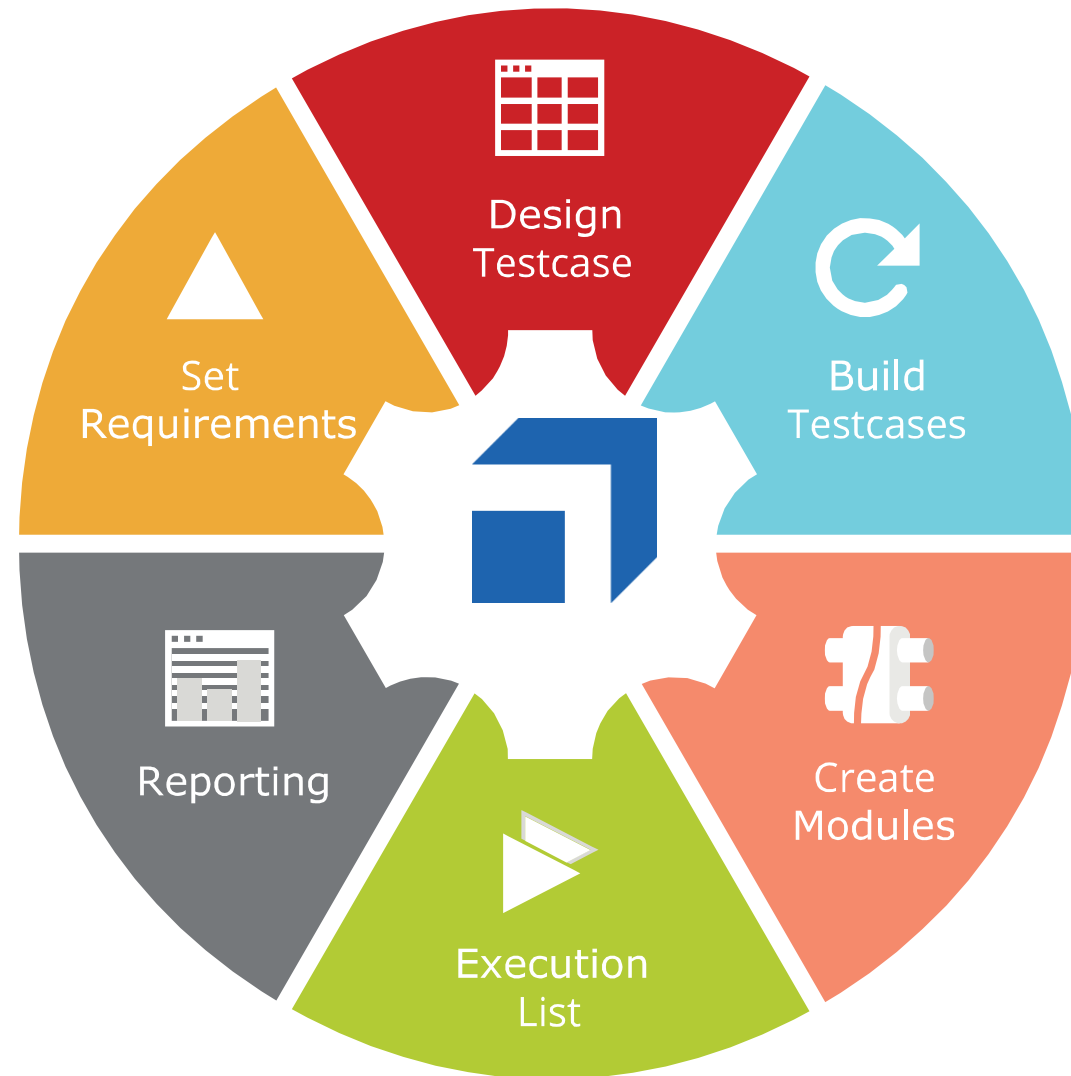 Design
Testcase
Build
Testcases
Create
Modules
Execution
List
Reporting
Set
Requirements